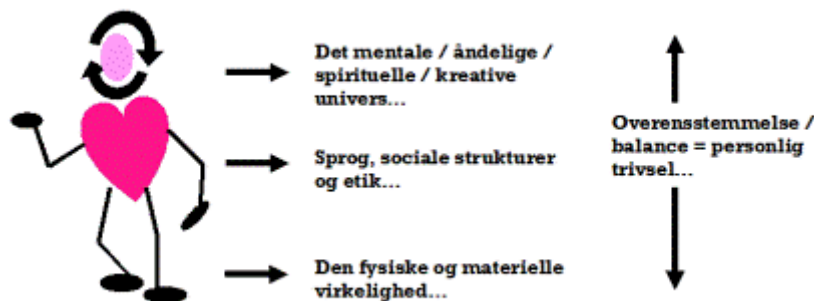 Det mentale / åndelige /
spirituelle / kreative
univers...
Sprog, sociale strukturer
og etik...
Den fysiske og materielle
virkelighed...
Overensstemmelse /
balance = personlig
trivsel...